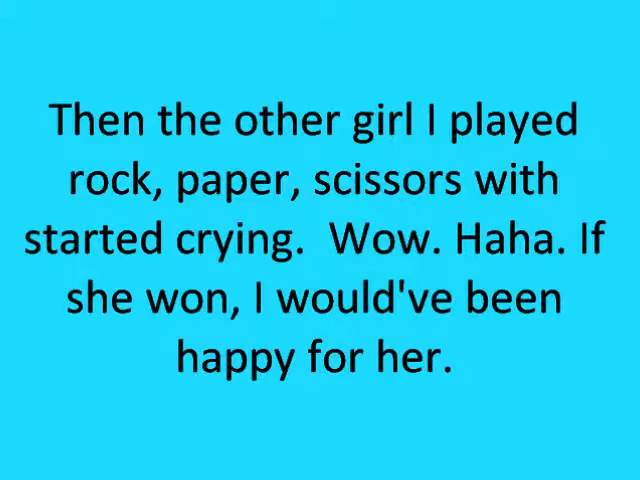 Then the other girl I played
rock, paper, scissors with
started crying.  Wow. Haha. If
she won, I would've been
happy for her.